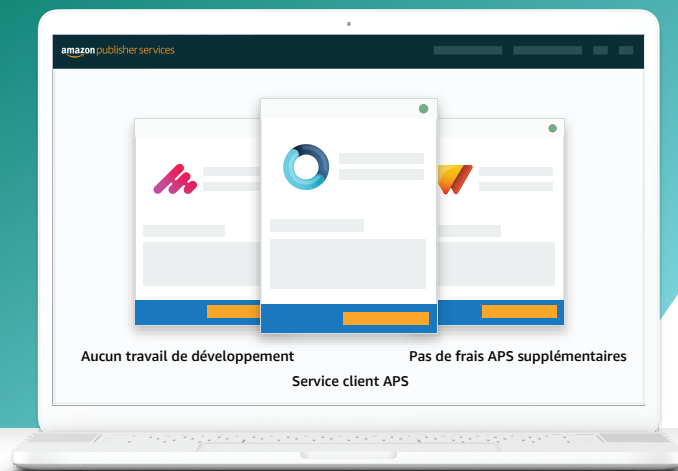 amazon publisher services
Aucun travail de développement
Pas de frais APS supplémentaires
Service client APS